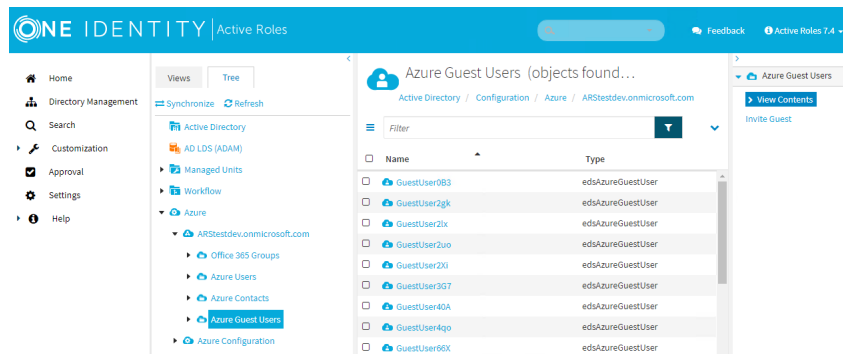 ONE IDENTITY Active Roles
Feedback
Active Roles 7.4
Home
Directory Management
Search
Customization
Approval
Settings
Help
Views
Tree
Synchronize
Refresh
Active Directory
AD LDS (ADAM)
Managed Units
Workflow
Azure
ARStestdev.onmicrosoft.com
Office 365 Groups
Azure Users
Azure Contacts
Azure Guest Users
Azure Configuration
Azure Guest Users (objects found...
Active Directory / Configuration / Azure / ARStestdev.onmicrosoft.com
Filter
Name Type
GuestUser0B3 edsAzureGuestUser
GuestUser2gk edsAzureGuestUser
GuestUser2lx edsAzureGuestUser
GuestUser2uo edsAzureGuestUser
GuestUser2Xi edsAzureGuestUser
GuestUser3G7 edsAzureGuestUser
GuestUser40A edsAzureGuestUser
GuestUser4qo edsAzureGuestUser
GuestUser66X edsAzureGuestUser
Azure Guest Users
View Contents
Invite Guest